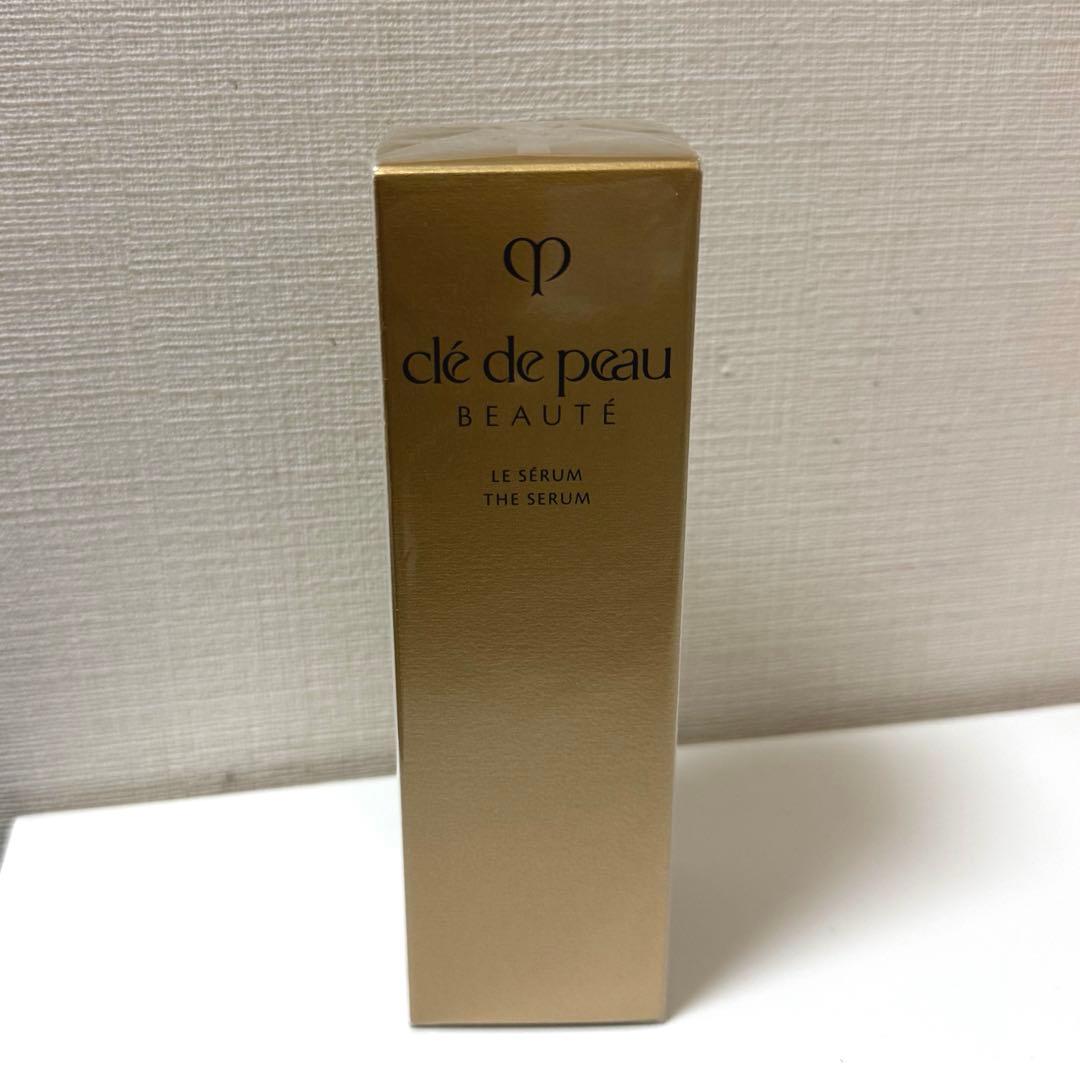 clé de peau
BEAUTÉ
LE SÉRUM
THE SERUM